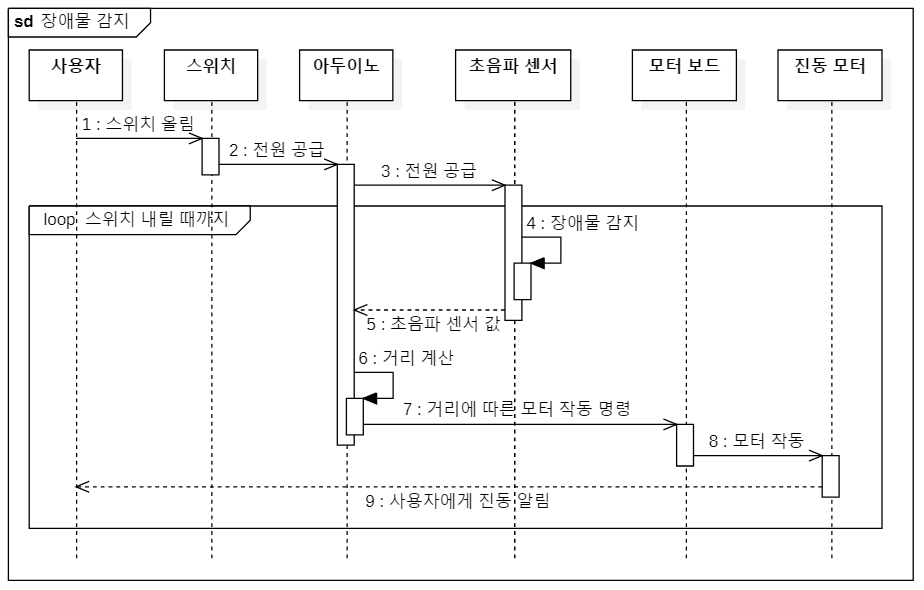 sd 장애물 감지
사용자
스위치
아두이노
초음파 센서
모터 보드
진동 모터
1 : 스위치 올림
2 : 전원 공급
3 : 전원 공급
loop 스위치 내릴 때까지
4 : 장애물 감지
5 : 초음파 센서 값
6 : 거리 계산
7 : 거리에 따른 모터 작동 명령
8 : 모터 작동
9 : 사용자에게 진동 알림